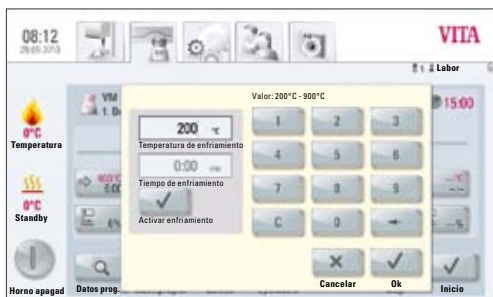 08:12
VITA
Labor
VM
1. D
15:00
Valor: 200°C - 900°C
200 °C
Temperatura de enfriamiento
0:00
Tiempo de enfriamiento
Activar enfriamiento
1 2 3
4 5 6
7 8 9
C 0
0°C
Temperatura
0°C
Standby
Horno apagad
Datos prog.
Cancelar
Ok
Inicio